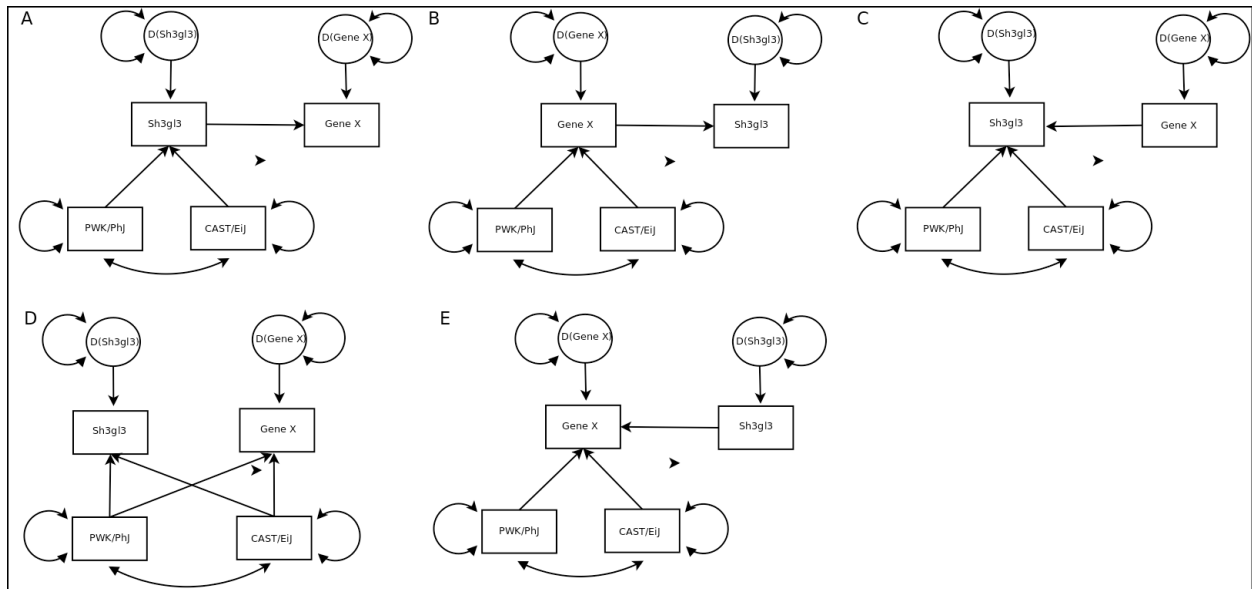 A
D(Sh3gl3)
D(Gene X)
Sh3gl3
Gene X
PWK/PhJ
CAST/EiJ
B
D(Gene X)
D(Sh3gl3)
Gene X
Sh3gl3
PWK/PhJ
CAST/EiJ
C
D(Sh3gl3)
D(Gene X)
Sh3gl3
Gene X
PWK/PhJ
CAST/EiJ
D
D(Sh3gl3)
D(Gene X)
Sh3gl3
Gene X
PWK/PhJ
CAST/EiJ
E
D(Gene X)
D(Sh3gl3)
Gene X
Sh3gl3
PWK/PhJ
CAST/EiJ